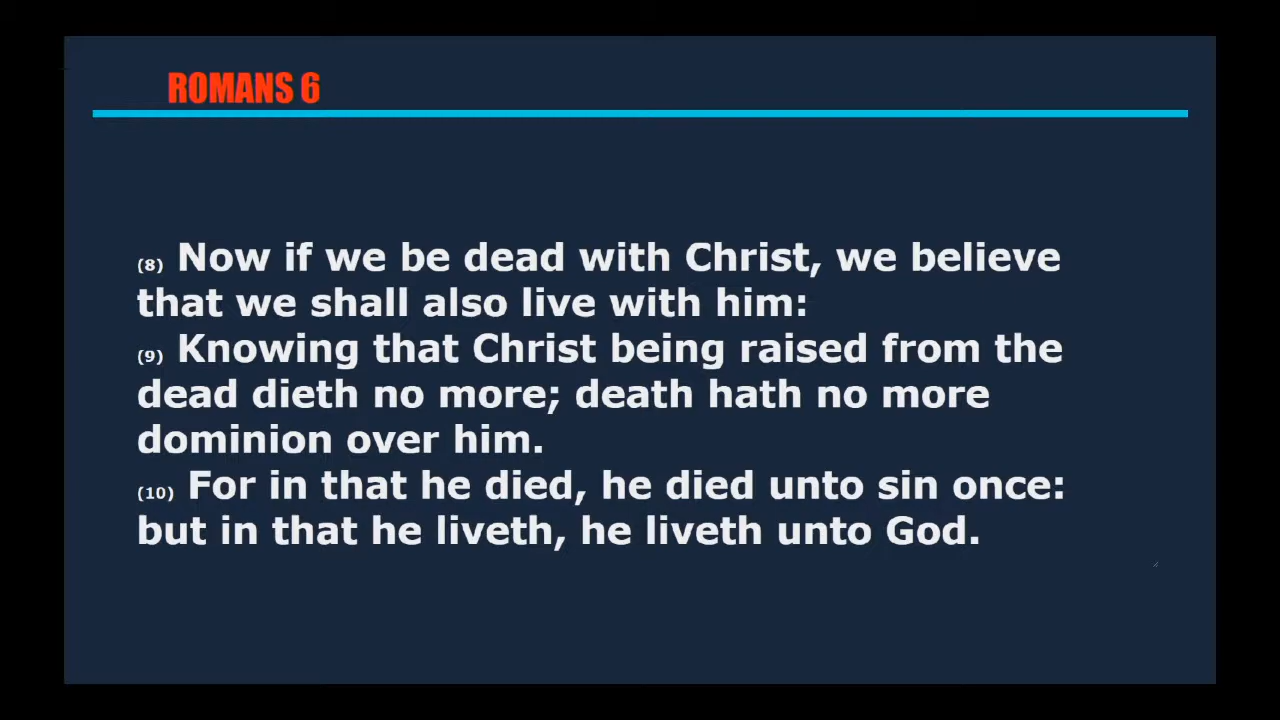 ROMANS 6
(8) Now if we be dead with Christ, we believe
that we shall also live with him:
(9) Knowing that Christ being raised from the
dead dieth no more; death hath no more
dominion over him.
(10) For in that he died, he died unto sin once:
but in that he liveth, he liveth unto God.